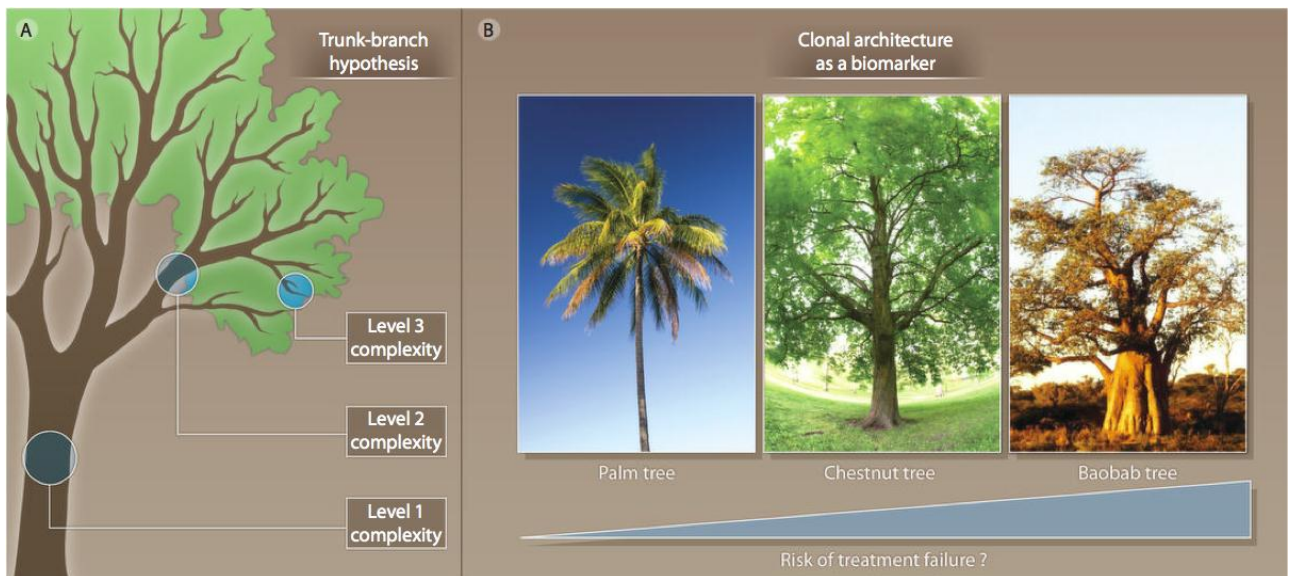 A
Trunk-branch
hypothesis
Level 3
complexity
Level 2
complexity
Level 1
complexity
B
Clonal architecture
as a biomarker
Palm tree
Chestnut tree
Baobab tree
Risk of treatment failure ?